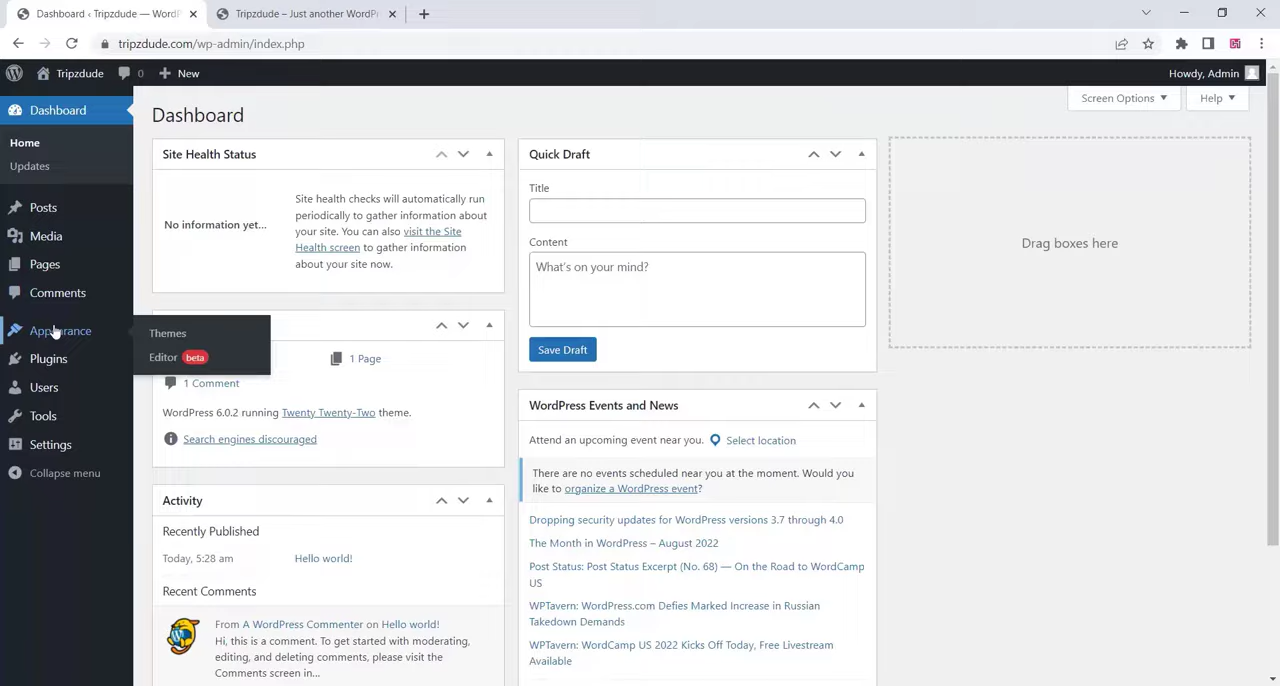 Dashboard ‹ Tripzdude — WordP
Tripzdude – Just another WordPr
tripzdude.com/wp-admin/index.php
Tripzdude
0
New
Howdy, Admin
Dashboard
Home
Updates
Posts
Media
Pages
Comments
Appearance
Plugins
Users
Tools
Settings
Collapse menu
Themes
Editor beta
Dashboard
Screen Options
Help
Site Health Status
No information yet...
Site health checks will automatically run
periodically to gather information about
your site. You can also visit the Site
Health screen to gather information
about your site now.
1 Page
1 Comment
WordPress 6.0.2 running Twenty Twenty-Two theme.
Search engines discouraged
Activity
Recently Published
Today, 5:28 am
Hello world!
Recent Comments
From A WordPress Commenter on Hello world!
Hi, this is a comment. To get started with moderating,
editing, and deleting comments, please visit the
Comments screen in...
Quick Draft
Title
Content
What's on your mind?
Save Draft
WordPress Events and News
Attend an upcoming event near you.
Select location
There are no events scheduled near you at the moment. Would you
like to organize a WordPress event?
Dropping security updates for WordPress versions 3.7 through 4.0
The Month in WordPress – August 2022
Post Status: Post Status Excerpt (No. 68) — On the Road to WordCamp
US
WPTavern: WordPress.com Defies Marked Increase in Russian
Takedown Demands
WPTavern: WordCamp US 2022 Kicks Off Today, Free Livestream
Available
Drag boxes here